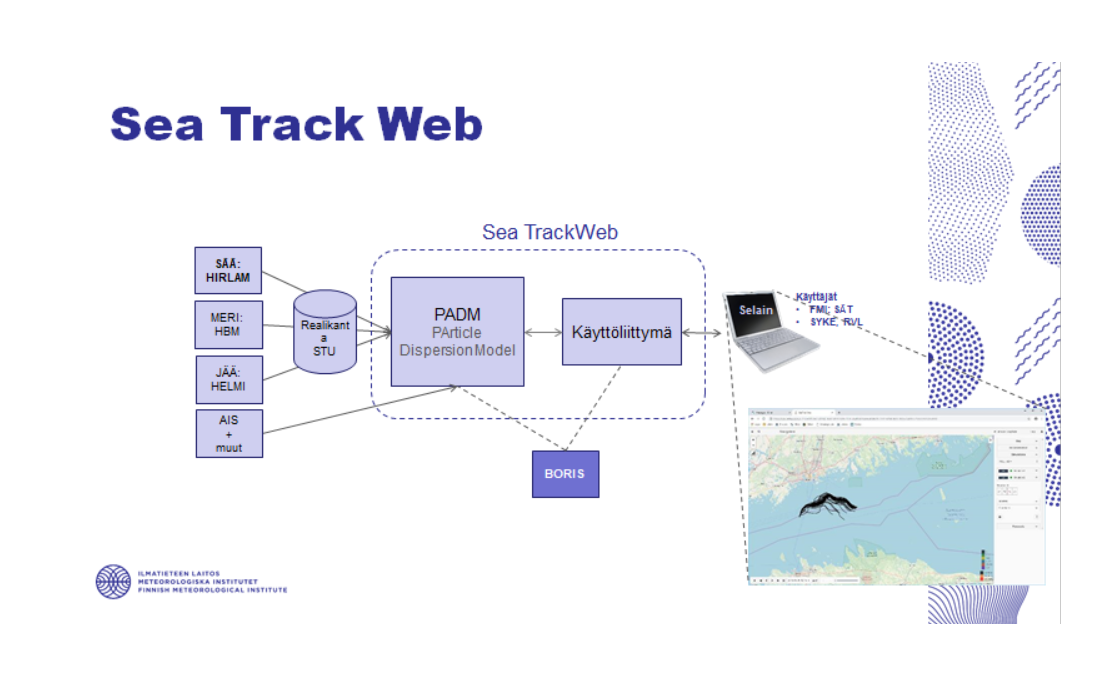 Sea Track Web
Sea TrackWeb
SÄÄ:
HIRLAM
MERI:
HBM
JÄÄ:
HELMI
AIS
+
muut
Realikant
a
STU
PADM
PArticle
DispersionModel
Käyttöliittymä
BORIS
Selain
Käyttäjät
• FMI; SÄT
• SYKE, RVL
ILMATIETEEN LAITOS
METEOROLOGISKA INSTITUTET
FINNISH METEOROLOGICAL INSTITUTE